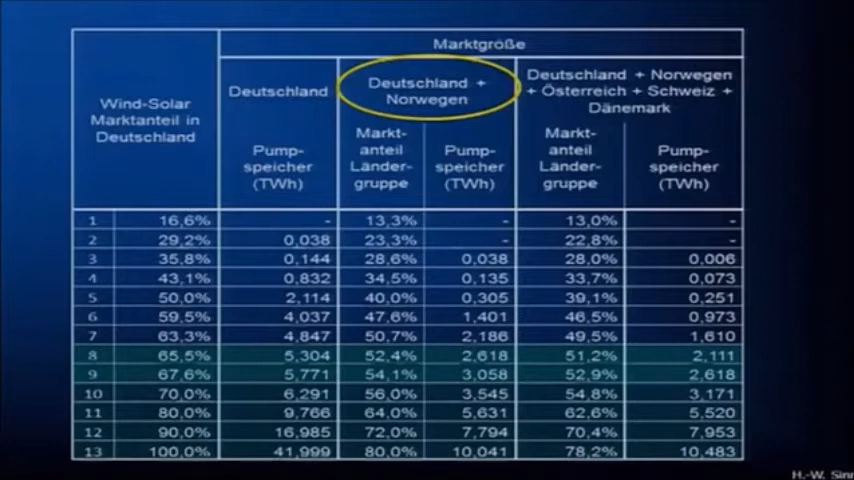 Marktgröße
Wind-Solar
Marktanteil in
Deutschland
Deutschland
Deutschland +
Norwegen
Deutschland + Norwegen
+ Österreich + Schweiz +
Dänemark
Pump-
speicher
(TWh)
Markt-
anteil
Länder-
gruppe
Pump-
speicher
(TWh)
Markt-
anteil
Länder-
gruppe
Pump-
speicher
(TWh)
1 16,6% - 13,3% - 13,0% -
2 29,2% 0,038 23,3% - 22,8% -
3 35,8% 0,144 28,6% 0,038 28,0% 0,006
4 43,1% 0,832 34,5% 0,135 33,7% 0,073
5 50,0% 2,114 40,0% 0,305 39,1% 0,251
6 59,5% 4,037 47,6% 1,401 46,5% 0,973
7 63,3% 4,847 50,7% 2,186 49,5% 1,610
8 65,5% 5,304 52,4% 2,618 51,2% 2,111
9 67,6% 5,771 54,1% 3,058 52,9% 2,618
10 70,0% 6,291 56,0% 3,545 54,8% 3,171
11 80,0% 9,766 64,0% 5,631 62,6% 5,520
12 90,0% 16,985 72,0% 7,794 70,4% 7,953
13 100,0% 41,999 80,0% 10,041 78,2% 10,483
H.-W. Sinn